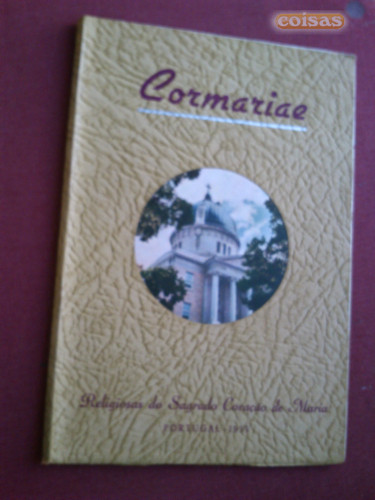 coisas
Cormariae
Religiosas do Sagrado Coração de Maria
PORTUGAL